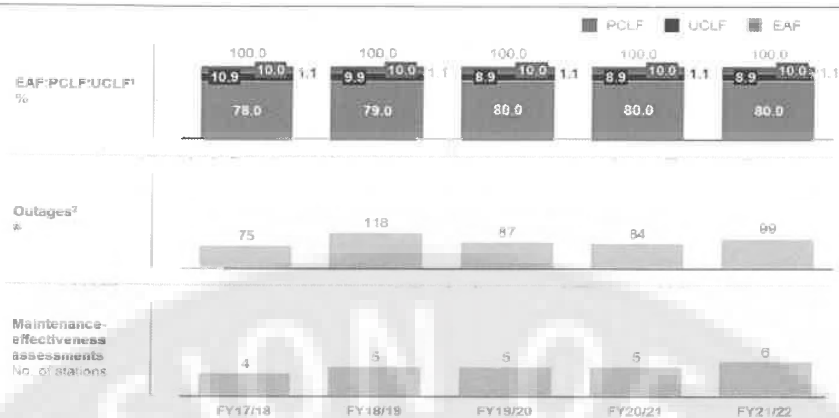 PCLF UCLF EAF
100.0 100.0 100.0 100.0 100.0
EAF:PCLF:UCLF¹
%
10.9 10.0 1.1 9.9 10.0 1.1 8.9 10.0 1.1 8.9 10.0 1.1 8.9 10.0 1.1
78.0 79.0 80.0 80.0 80.0
Outages²
#
75 118 87 84 99
Maintenance-
effectiveness
assessments
No. of stations
4 5 5 5 6
FY17/18 FY18/19 FY19/20 FY20/21 FY21/22